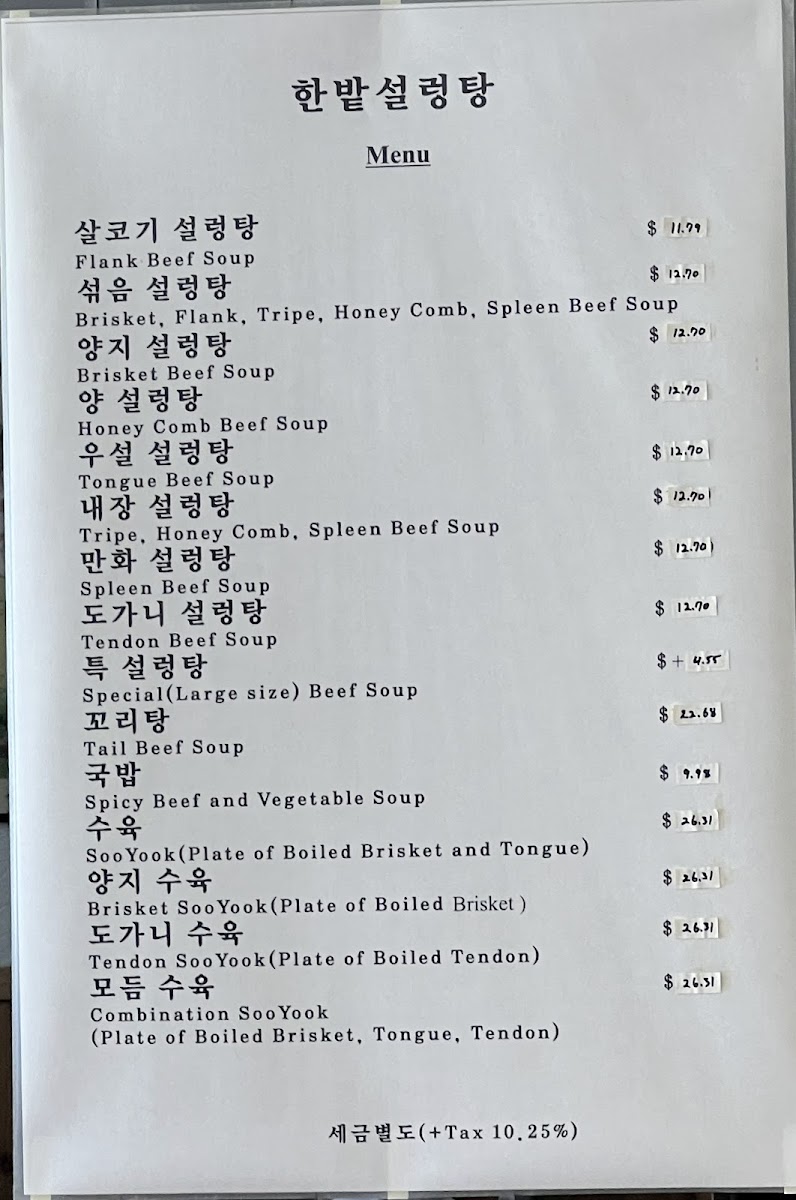 한밭설렁탕
Menu
살코기 설렁탕 $ 11.79
Flank Beef Soup
섞음 설렁탕 $ 12.70
Brisket, Flank, Tripe, Honey Comb, Spleen Beef Soup
양지 설렁탕 $ 12.70
Brisket Beef Soup
양 설렁탕 $ 12.70
Honey Comb Beef Soup
우설 설렁탕 $ 12.70
Tongue Beef Soup
내장 설렁탕 $ 12.70
Tripe, Honey Comb, Spleen Beef Soup
만화 설렁탕 $ 12.70
Spleen Beef Soup
도가니 설렁탕 $ 12.70
Tendon Beef Soup
특 설렁탕 $ + 4.55
Special(Large size) Beef Soup
꼬리탕 $ 22.68
Tail Beef Soup
국밥 $ 9.98
Spicy Beef and Vegetable Soup
수육 $ 26.31
SooYook(Plate of Boiled Brisket and Tongue)
양지 수육 $ 26.31
Brisket SooYook(Plate of Boiled Brisket )
도가니 수육 $ 26.31
Tendon SooYook(Plate of Boiled Tendon)
모듬 수육 $ 26.31
Combination SooYook
(Plate of Boiled Brisket, Tongue, Tendon)
세금별도(+Tax 10.25%)